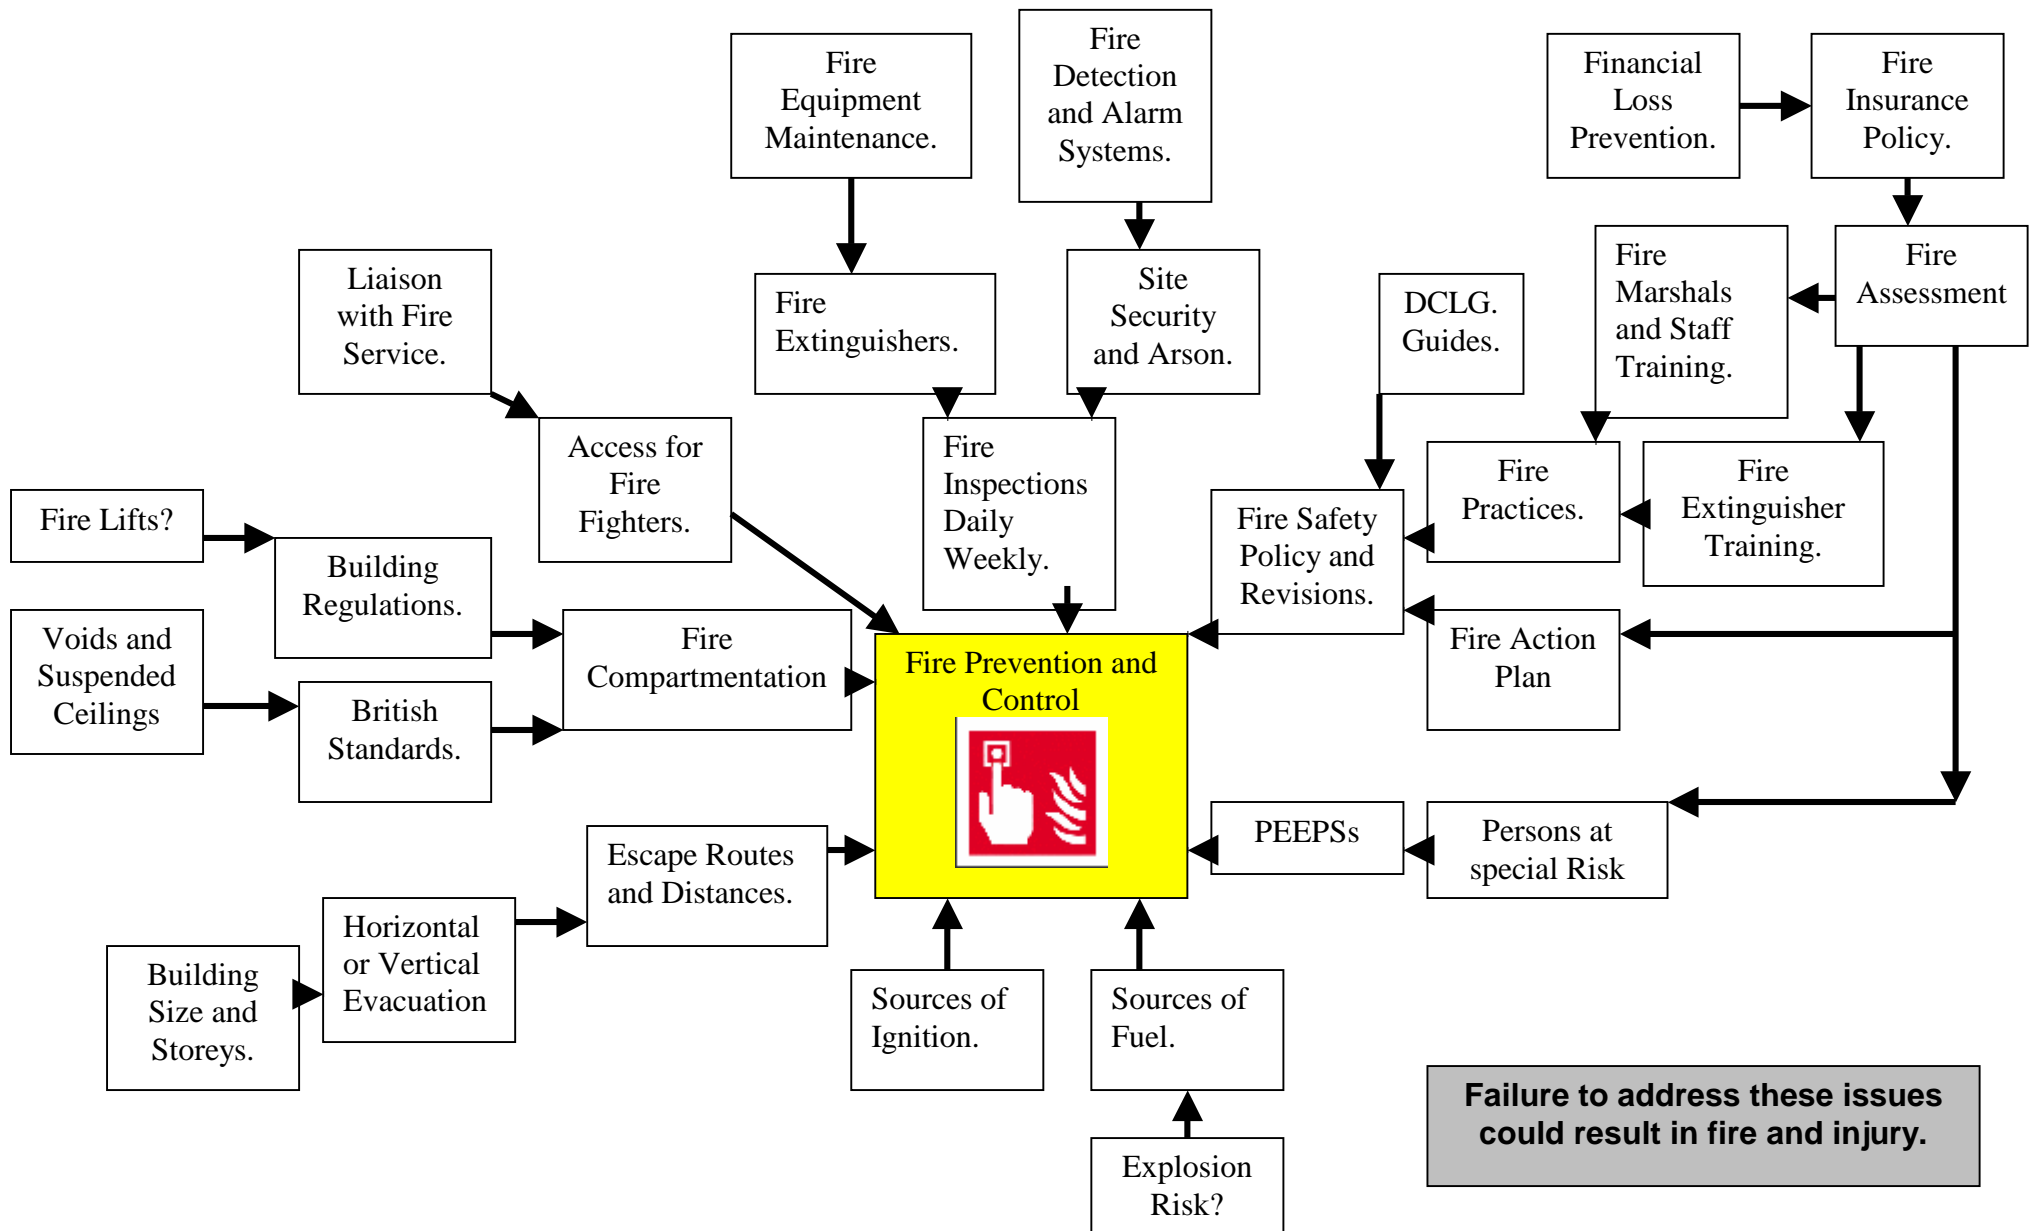 Fire
Equipment
Maintenance.
Fire
Detection
and Alarm
Systems.
Financial
Loss
Prevention.
Fire
Insurance
Policy.
Liaison
with Fire
Service.
Fire
Extinguishers.
Site
Security
and Arson.
DCLG.
Guides.
Fire
Marshals
and Staff
Training.
Fire
Assessment
Access for
Fire
Fighters.
Fire
Inspections
Daily
Weekly.
Fire Safety
Policy and
Revisions.
Fire
Practices.
Fire
Extinguisher
Training.
Fire Lifts?
Building
Regulations.
Voids and
Suspended
Ceilings
British
Standards.
Fire
Compartmentation
Fire Prevention and
Control
Fire Action
Plan
Escape Routes
and Distances.
PEEPSs
Persons at
special Risk
Building
Size and
Storeys.
Horizontal
or Vertical
Evacuation
Sources of
Ignition.
Sources of
Fuel.
Explosion
Risk?
Failure to address these issues
could result in fire and injury.